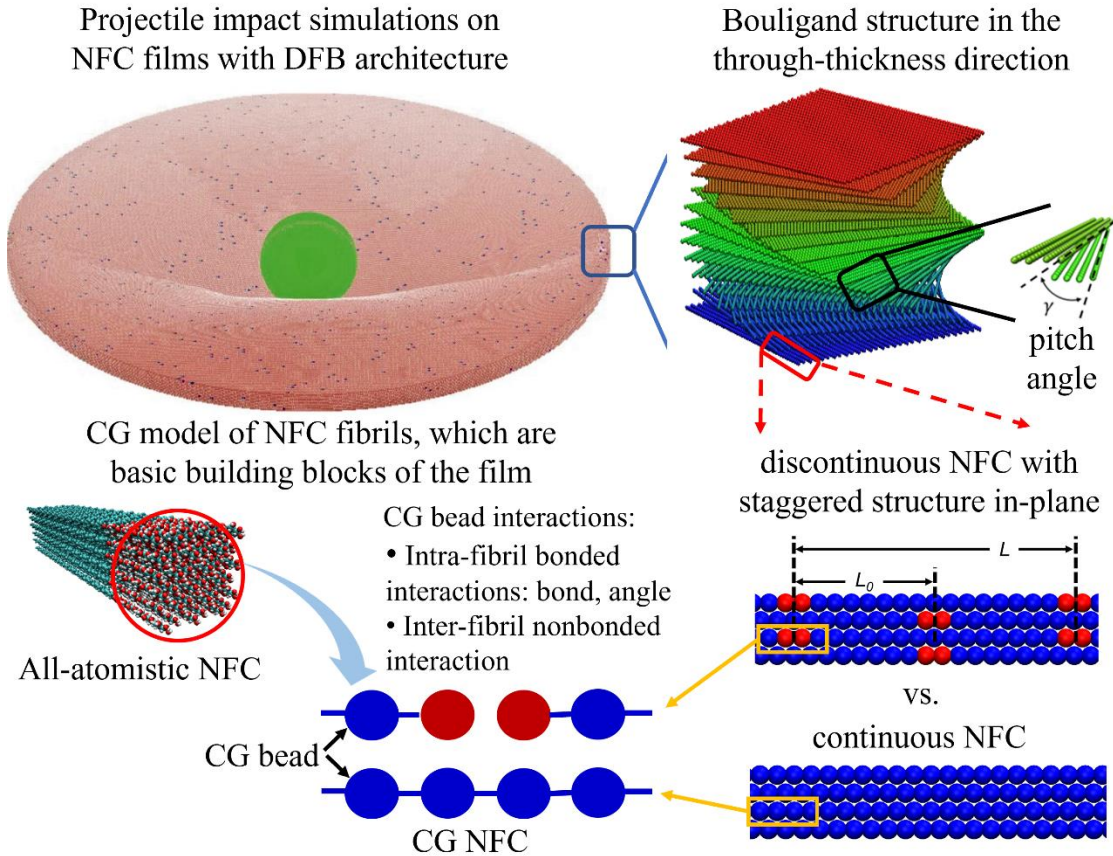 Projectile impact simulations on
NFC films with DFB architecture
Bouligand structure in the
through-thickness direction
γ
pitch
angle
CG model of NFC fibrils, which are
basic building blocks of the film
discontinuous NFC with
staggered structure in-plane
CG bead interactions:
• Intra-fibril bonded
interactions: bond, angle
• Inter-fibril nonbonded
interaction
L
L0
All-atomistic NFC
vs.
continuous NFC
CG bead
CG NFC